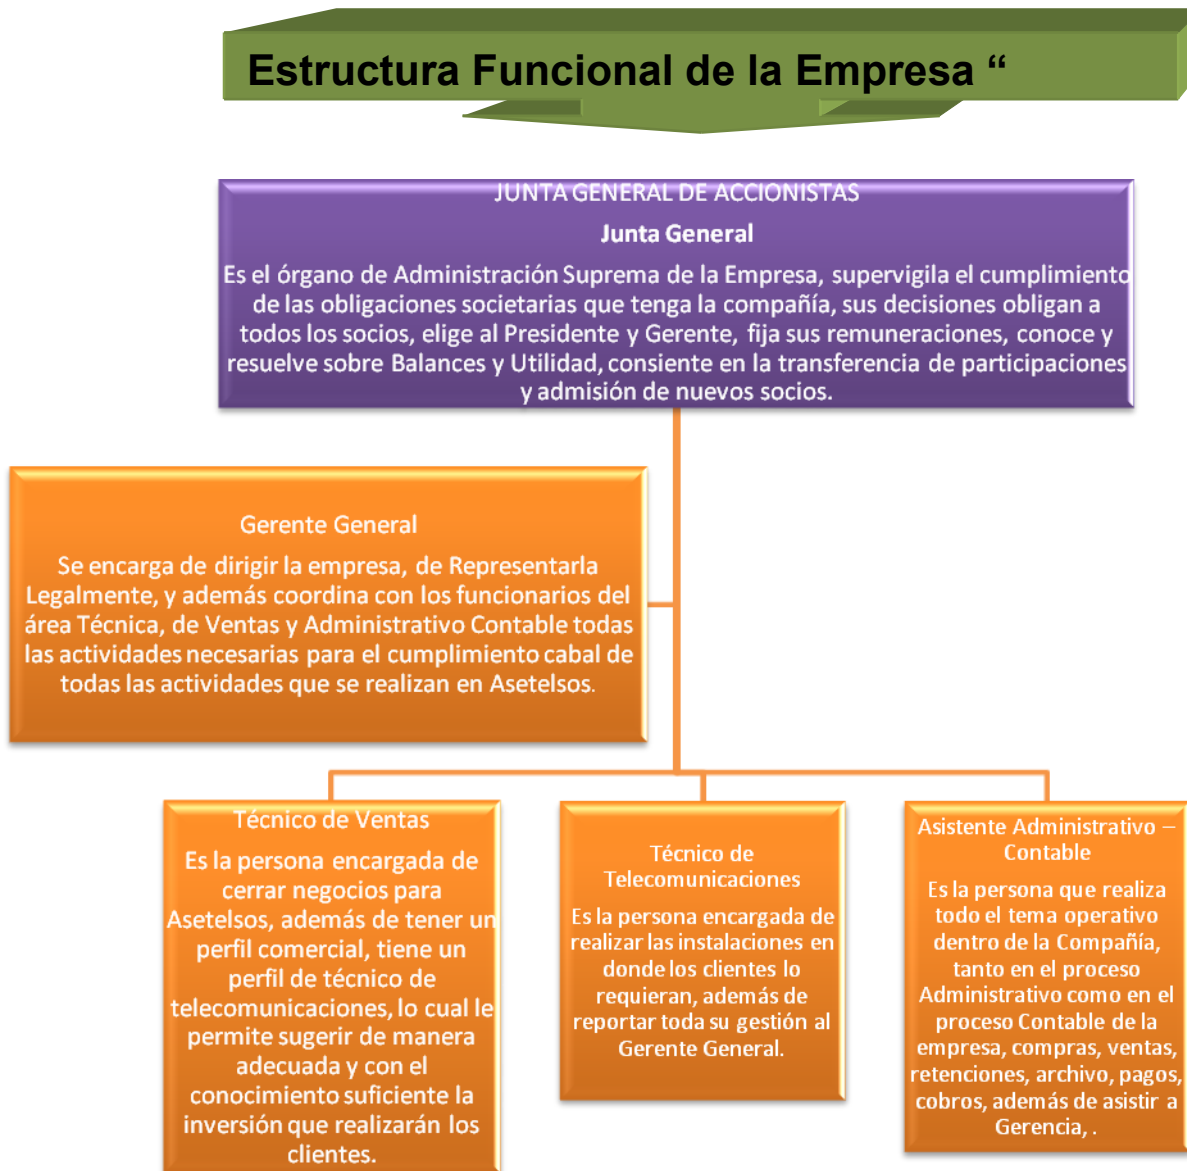 Estructura Funcional de la Empresa “
JUNTA GENERAL DE ACCIONISTAS
Junta General
Es el órgano de Administración Suprema de la Empresa, supervigila el cumplimiento
de las obligaciones societarias que tenga la compañía, sus decisiones obligan a
todos los socios, elige al Presidente y Gerente, fija sus remuneraciones, conoce y
resuelve sobre Balances y Utilidad, consiente en la transferencia de participaciones
y admisión de nuevos socios.
Gerente General
Se encarga de dirigir la empresa, de Representarla
Legalmente, y además coordina con los funcionarios del
área Técnica, de Ventas y Administrativo Contable todas
las actividades necesarias para el cumplimiento cabal de
todas las actividades que se realizan en Asetelsos.
Técnico de Ventas
Es la persona encargada de
cerrar negocios para
Asetelsos, además de tener un
perfil comercial, tiene un
perfil de técnico de
telecomunicaciones, lo cual le
permite sugerir de manera
adecuada y con el
conocimiento suficiente la
inversión que realizarán los
clientes.
Técnico de
Telecomunicaciones
Es la persona encargada de
realizar las instalaciones en
donde los clientes lo
requieran, además de
reportar toda su gestión al
Gerente General.
Asistente Administrativo –
Contable
Es la persona que realiza
todo el tema operativo
dentro de la Compañía,
tanto en el proceso
Administrativo como en el
proceso Contable de la
empresa, compras, ventas,
retenciones, archivo, pagos,
cobros, además de asistir a
Gerencia, .